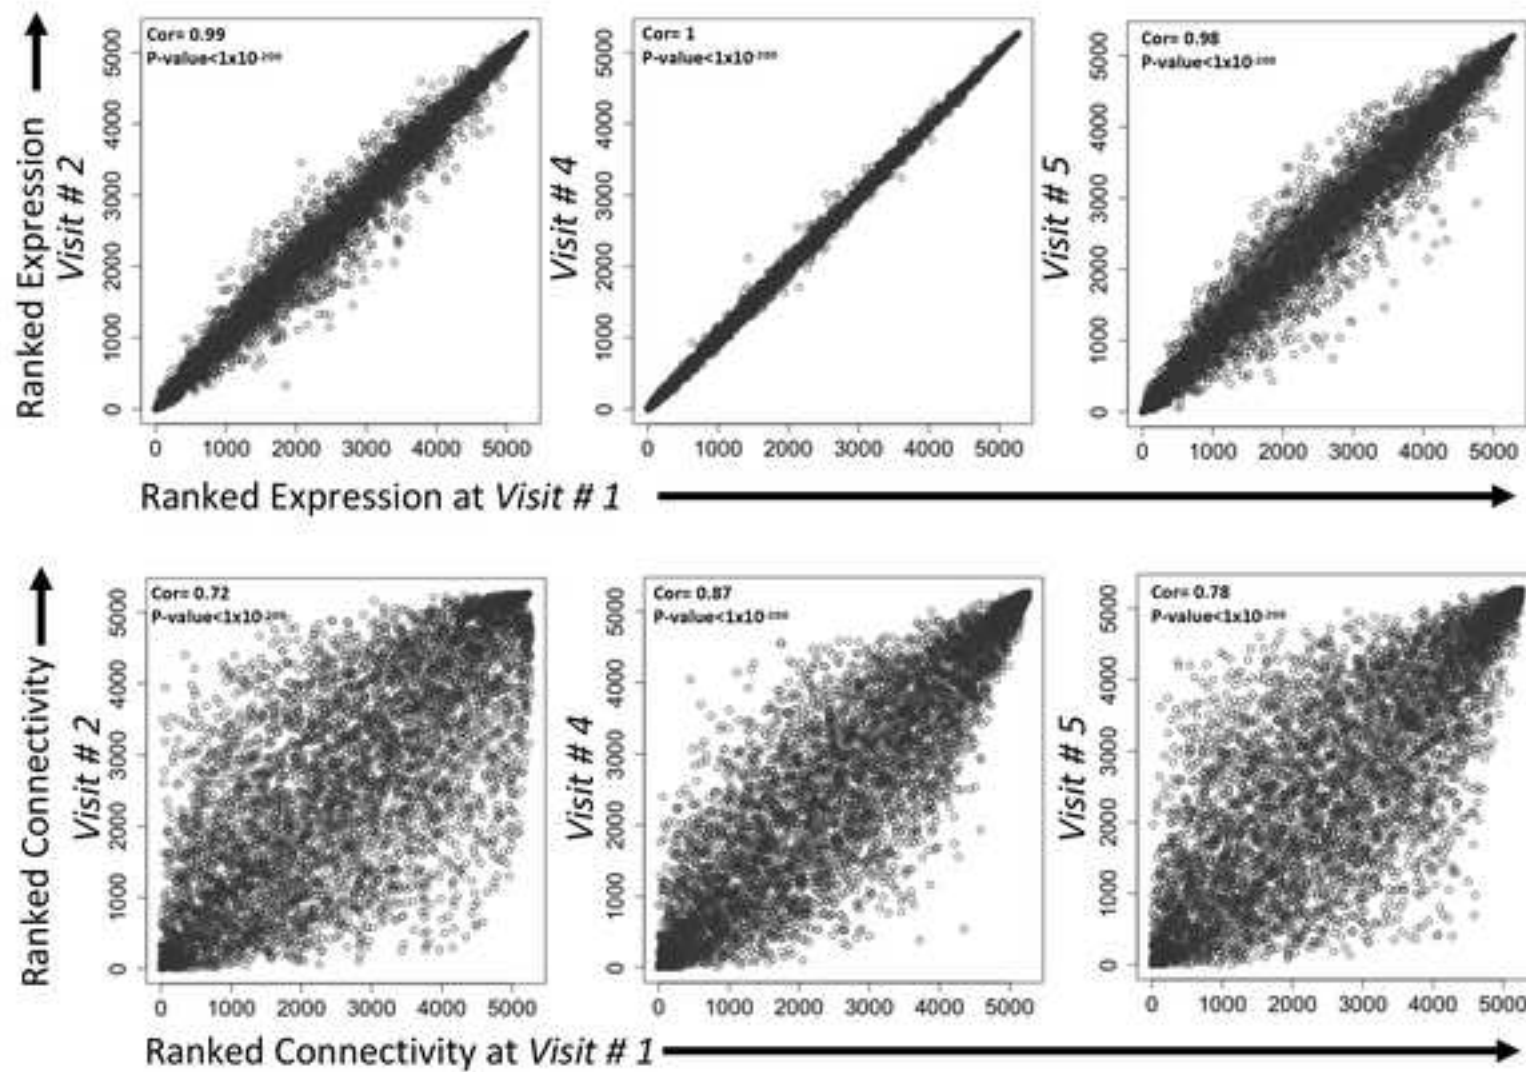 Ranked Expression
Visit # 2
Cor= 0.99
P-value<1x10-200
5000
4000
3000
2000
1000
0
0 1000 2000 3000 4000 5000
Visit # 4
Cor= 1
P-value<1x10-200
5000
4000
3000
2000
1000
0
0 1000 2000 3000 4000 5000
Visit # 5
Cor= 0.98
P-value<1x10-200
5000
4000
3000
2000
1000
0
0 1000 2000 3000 4000 5000
Ranked Expression at Visit # 1
Ranked Connectivity
Visit # 2
Cor= 0.72
P-value<1x10-200
5000
4000
3000
2000
1000
0
0 1000 2000 3000 4000 5000
Visit # 4
Cor= 0.87
P-value<1x10-200
5000
4000
3000
2000
1000
0
0 1000 2000 3000 4000 5000
Visit # 5
Cor= 0.78
P-value<1x10-200
5000
4000
3000
2000
1000
0
0 1000 2000 3000 4000 5000
Ranked Connectivity at Visit # 1